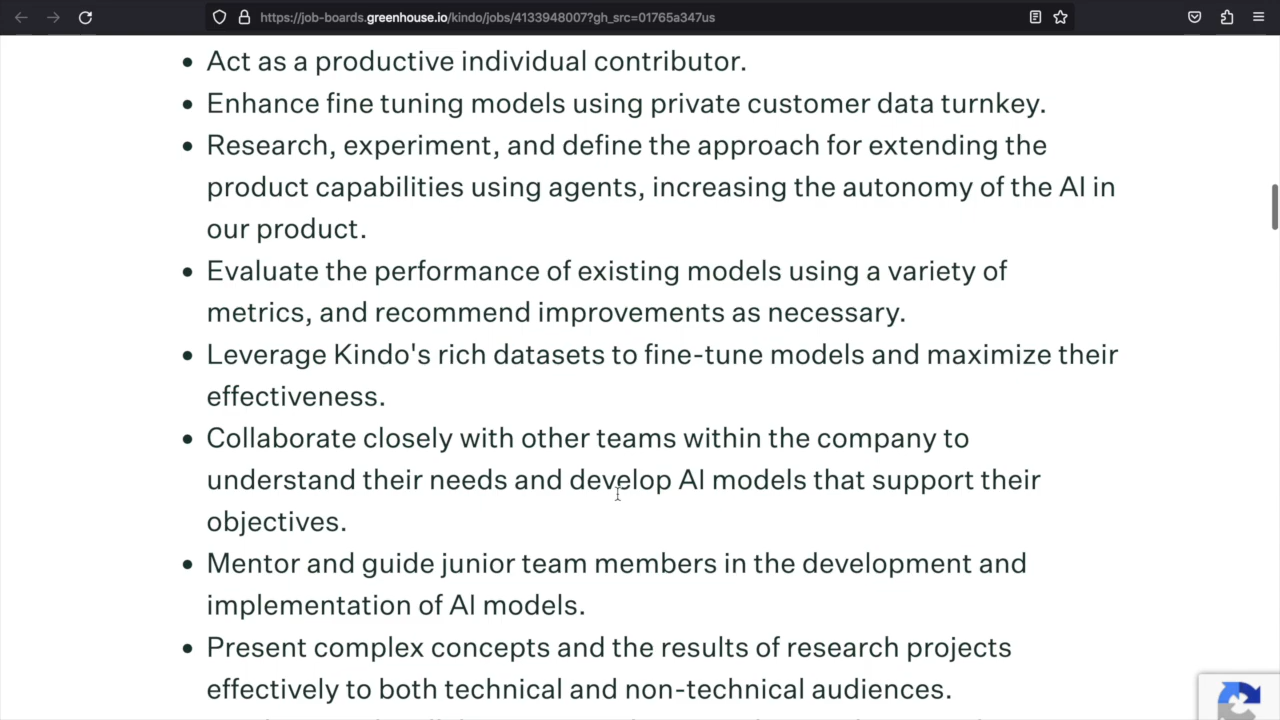 https://job-boards.greenhouse.io/kindo/jobs/4133948007?gh_src=01765a347us
• Act as a productive individual contributor.
• Enhance fine tuning models using private customer data turnkey.
• Research, experiment, and define the approach for extending the
product capabilities using agents, increasing the autonomy of the AI in
our product.
• Evaluate the performance of existing models using a variety of
metrics, and recommend improvements as necessary.
• Leverage Kindo's rich datasets to fine-tune models and maximize their
effectiveness.
• Collaborate closely with other teams within the company to
understand their needs and develop AI models that support their
objectives.
• Mentor and guide junior team members in the development and
implementation of AI models.
• Present complex concepts and the results of research projects
effectively to both technical and non-technical audiences.